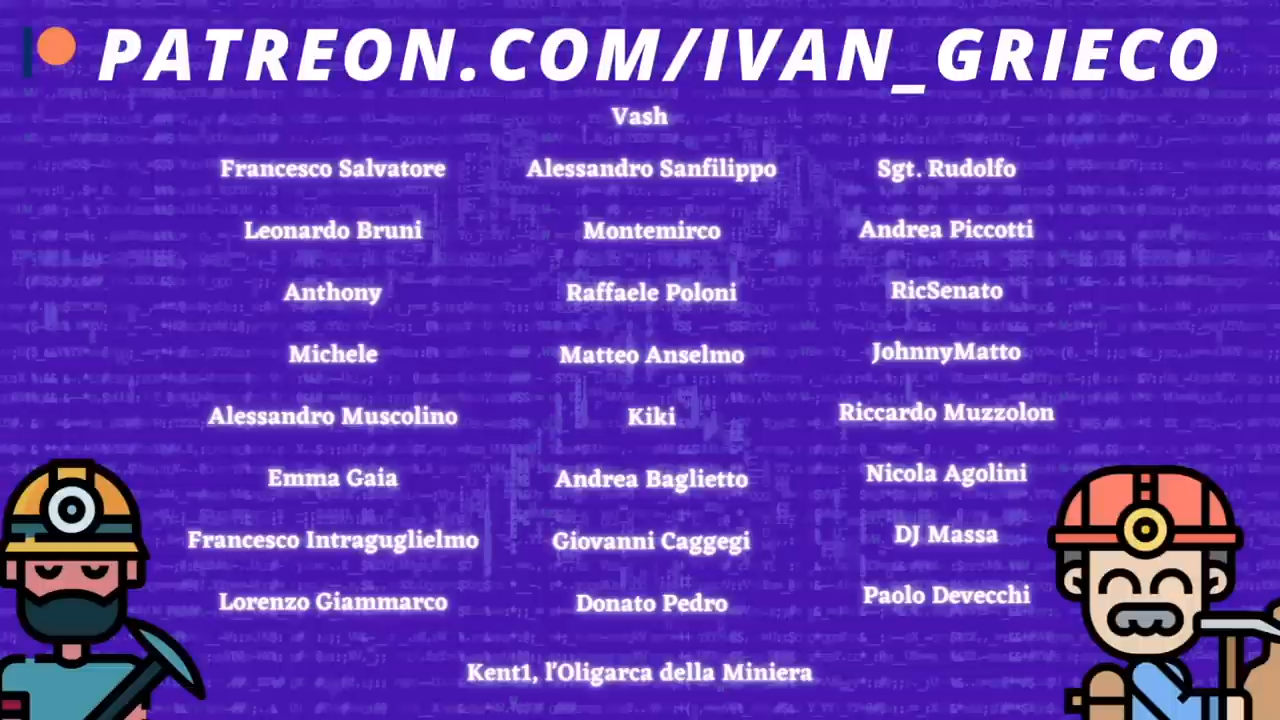 PATREON.COM/IVAN_GRIECO
Vash
Francesco Salvatore
Alessandro Sanfilippo
Sgt. Rudolfo
Leonardo Bruni
Montemirco
Andrea Piccotti
Anthony
Raffaele Poloni
RicSenato
Michele
Matteo Anselmo
JohnnyMatto
Alessandro Muscolino
Kiki
Riccardo Muzzolon
Emma Gaia
Andrea Baglietto
Nicola Agolini
Francesco Intraguglielmo
Giovanni Caggegi
DJ Massa
Lorenzo Giammarco
Donato Pedro
Paolo Devecchi
Kent1, l'Oligarca della Miniera